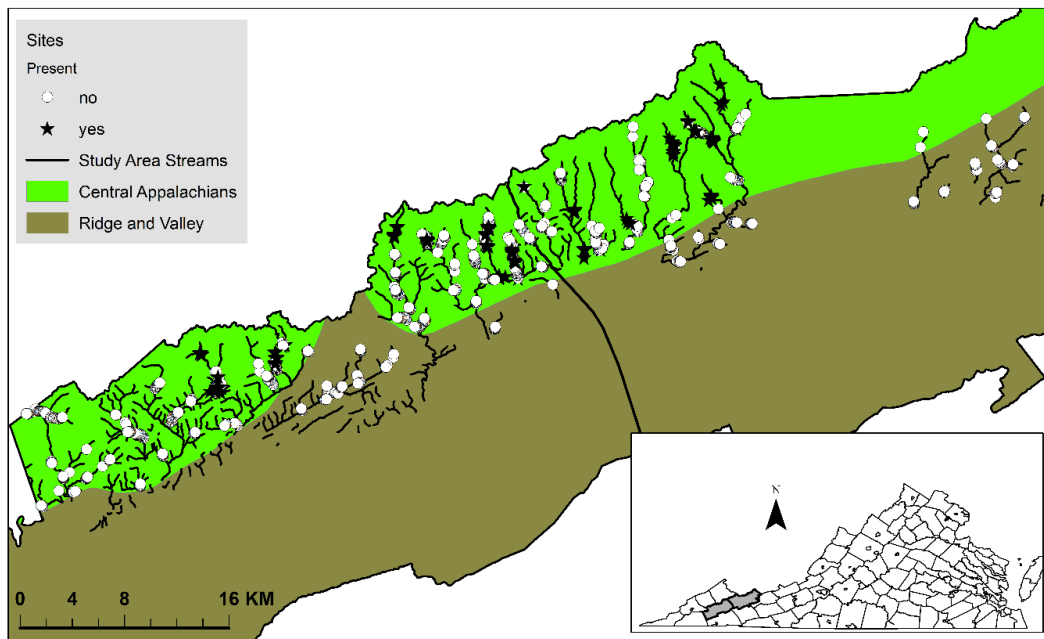 Sites
Present
no
yes
Study Area Streams
Central Appalachians
Ridge and Valley
0 4 8 16 KM
N